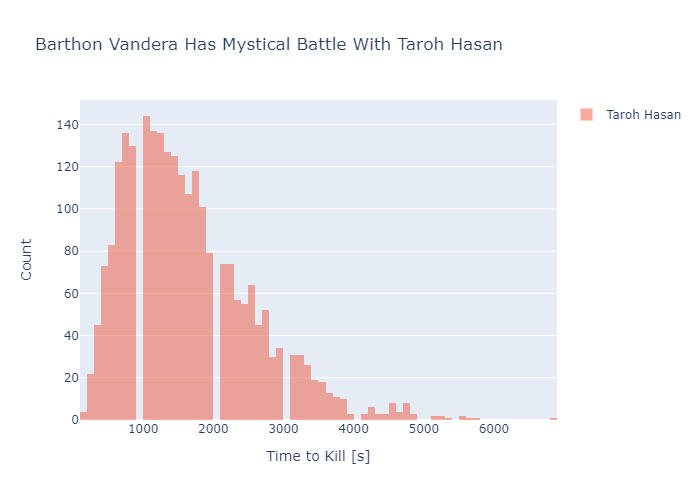 Barthon Vandera Has Mystical Battle With Taroh Hasan
Taroh Hasan
140
120
100
80
60
40
20
0
Count
1000 2000 3000 4000 5000 6000
Time to Kill [s]